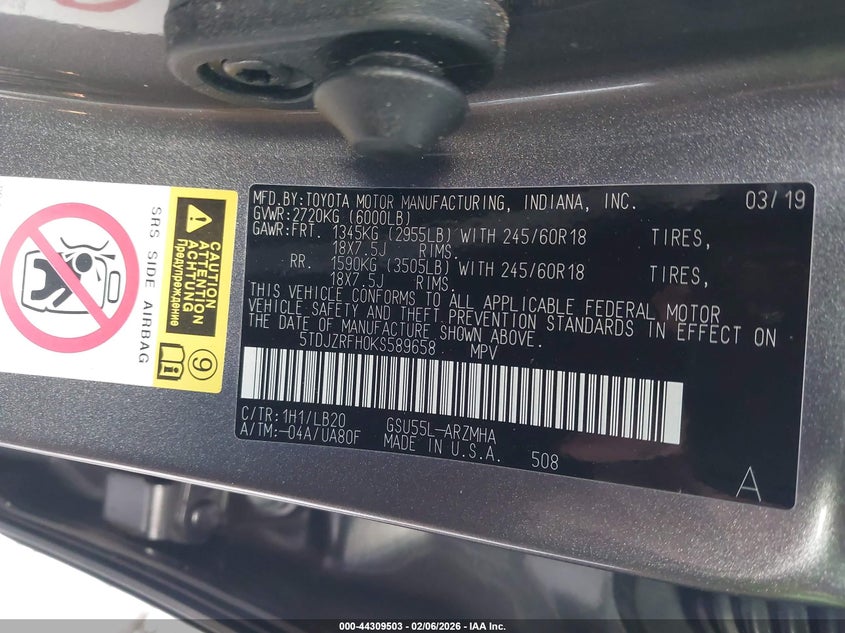 MFD.BY:TOYOTA MOTOR MANUFACTURING, INDIANA, INC. 03/19
GVWR:2720KG (6000LB)
GAWR:FRT. 1345KG (2955LB) WITH 245/60R18 TIRES,
18X7.5J RIMS.
RR. 1590KG (3505LB) WITH 245/60R18 TIRES,
18X7.5J RIMS.
THIS VEHICLE CONFORMS TO ALL APPLICABLE FEDERAL MOTOR
VEHICLE SAFETY AND THEFT PREVENTION STANDARDS IN EFFECT ON
THE DATE OF MANUFACTURE SHOWN ABOVE.
5TDJZRFH0KS589658 MPV
C/TR:1H1/LB20 GSU55L-ARZMHA
A/TM:-04A/UA80F MADE IN U.S.A. 508
A
SRS SIDE AIRBAG
CAUTION
ATTENTION
ACHTUNG
Предупреждение
9
000-44309503 - 02/06/2026 - IAA Inc.